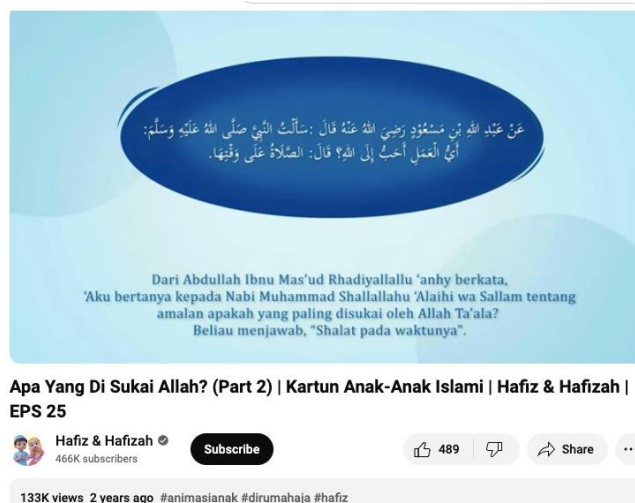 عَنْ عَبْدِ اللهِ بْنِ مَسْعُوْدٍ رَضِيَ اللهُ عَنْهُ قَالَ :سَأَلْتُ النَّبِيَّ صَلَّى اللهُ عَلَيْهِ وَسَلَّمَ:
أَيُّ الْعَمَلِ أَحَبُّ إِلَى اللهِ؟ قَالَ: الصَّلَاةُ عَلَى وَقْتِهَا.
Dari Abdullah Ibnu Mas'ud Rhadiyallallu 'anhy berkata,
'Aku bertanya kepada Nabi Muhammad Shallallahu 'Alaihi wa Sallam tentang
amalan apakah yang paling disukai oleh Allah Ta'ala?
Beliau menjawab, "Shalat pada waktunya".
Apa Yang Di Sukai Allah? (Part 2) | Kartun Anak-Anak Islami | Hafiz & Hafizah |
EPS 25
Hafiz & Hafizah
466K subscribers
Subscribe
489
Share
133K views 2 years ago #animasianak #dirumahaja #hafiz